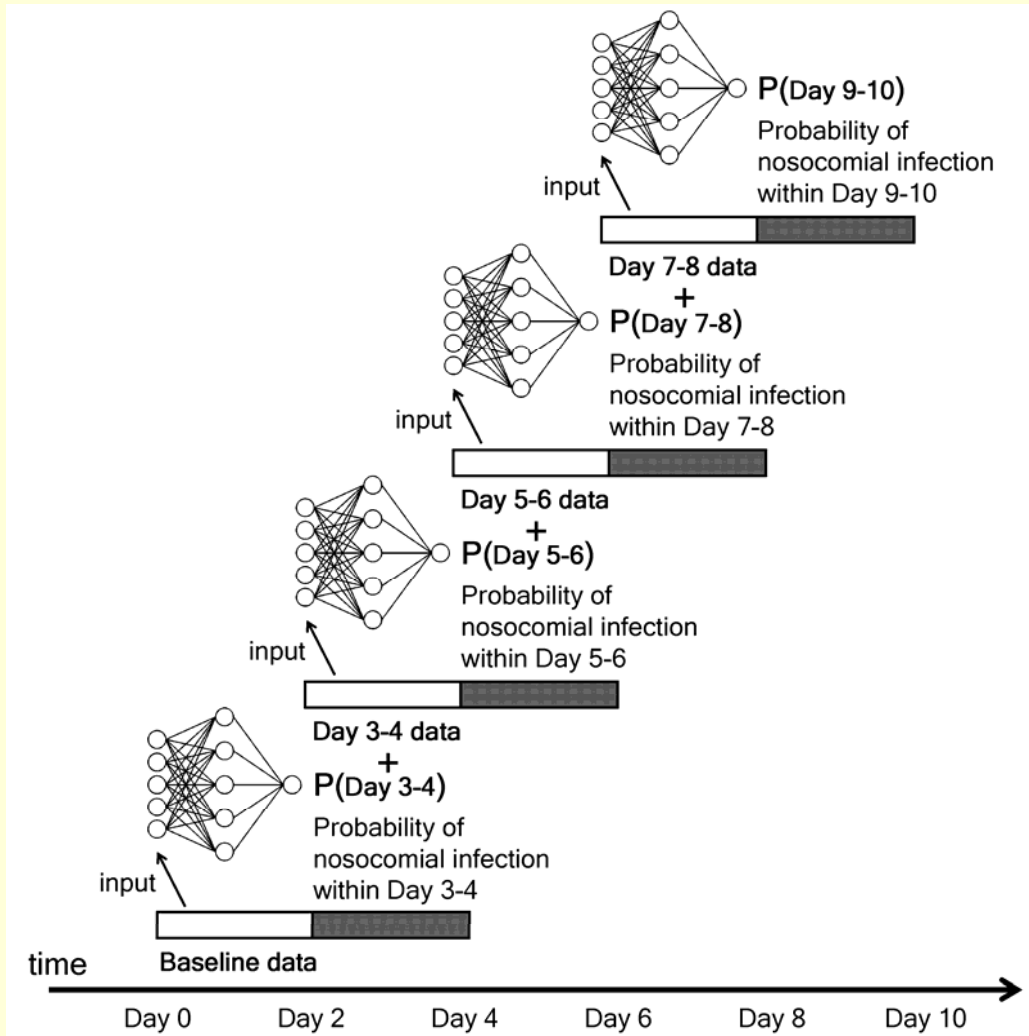 P(Day 9-10)
Probability of
nosocomial infection
within Day 9-10
input
Day 7-8 data
+
P(Day 7-8)
Probability of
nosocomial infection
within Day 7-8
input
Day 5-6 data
+
P(Day 5-6)
Probability of
nosocomial infection
within Day 5-6
input
Day 3-4 data
+
P(Day 3-4)
Probability of
nosocomial infection
within Day 3-4
input
Baseline data
time
Day 0 Day 2 Day 4 Day 6 Day 8 Day 10